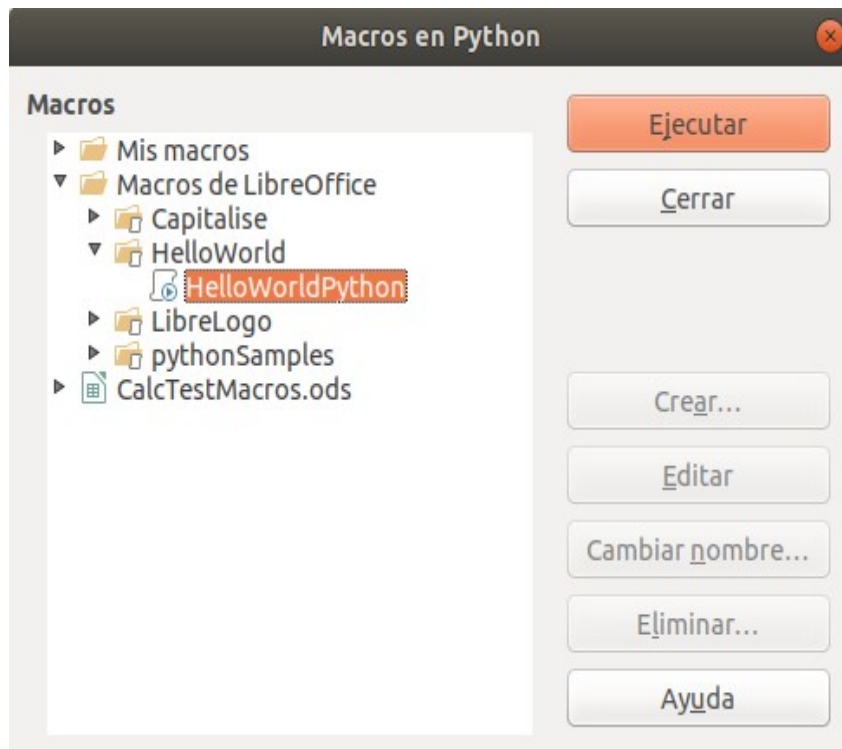 Macros en Python
Macros
Mis macros
Macros de LibreOffice
Capitalise
HelloWorld
HelloWorldPython
LibreLogo
pythonSamples
CalcTestMacros.ods
Ejecutar
Cerrar
Crear...
Editar
Cambiar nombre...
Eliminar...
Ayuda